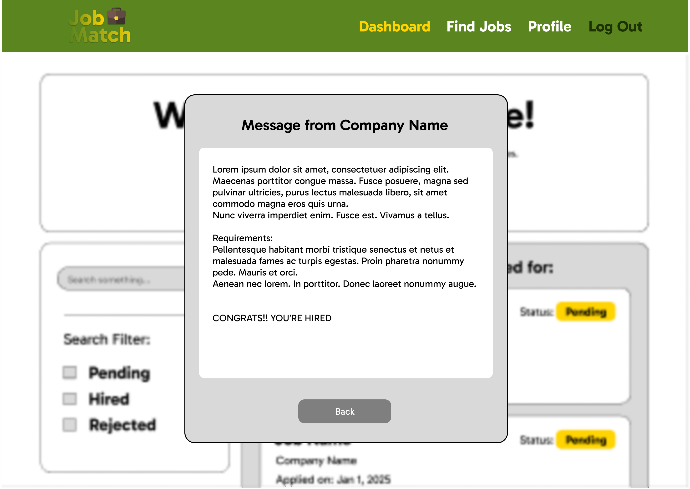 Job
Match
Dashboard Find Jobs Profile Log Out
W e!
Message from Company Name
Lorem ipsum dolor sit amet, consectetuer adipiscing elit.
Maecenas porttitor congue massa. Fusce posuere, magna sed
pulvinar ultricies, purus lectus malesuada libero, sit amet
commodo magna eros quis urna.
Nunc viverra imperdiet enim. Fusce est. Vivamus a tellus.
Requirements:
Pellentesque habitant morbi tristique senectus et netus et
malesuada fames ac turpis egestas. Proin pharetra nonummy
pede. Mauris et orci.
Aenean nec lorem. In porttitor. Donec laoreet nonummy augue.
CONGRATS!! YOU'RE HIRED
Back
Search something...
Search Filter:
Pending
Hired
Rejected
ed for:
Status: Pending
Status: Pending
Job Name
Company Name
Applied on: Jan 1, 2025